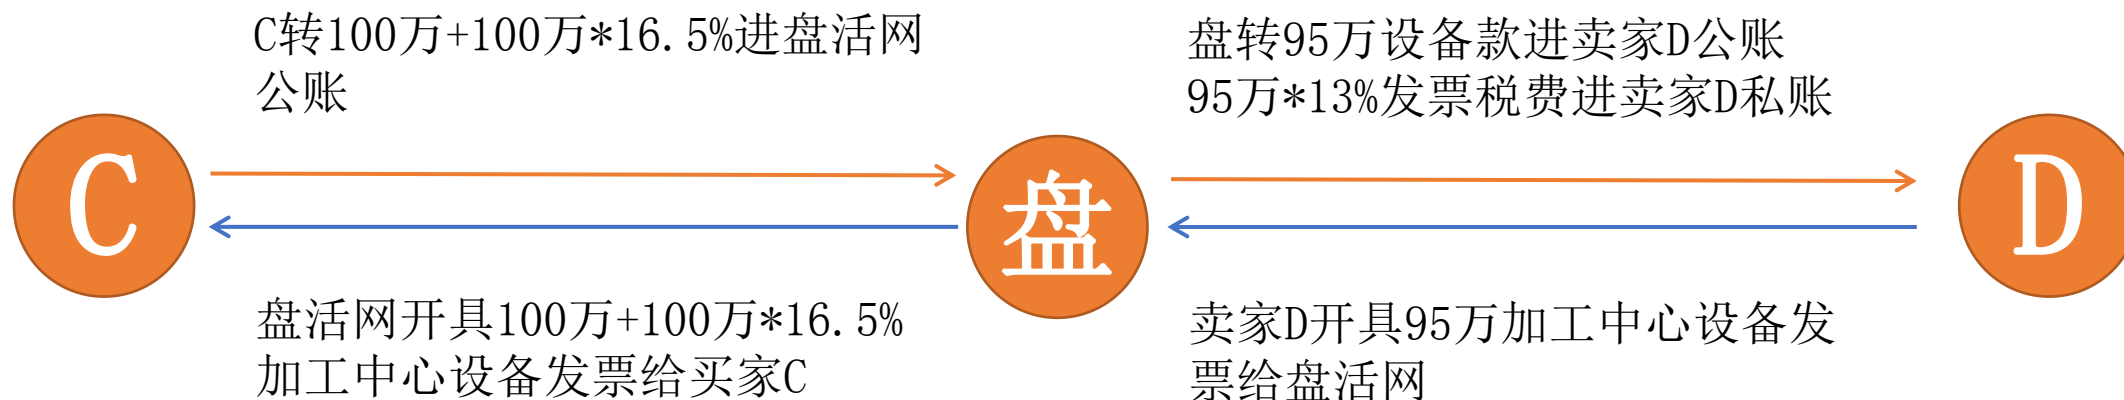 C转100万+100万*16.5%进盘活网
公账
盘转95万设备款进卖家D公账
95万*13%发票税费进卖家D私账
C
盘
D
盘活网开具100万+100万*16.5%
加工中心设备发票给买家C
卖家D开具95万加工中心设备发
票给盘活网